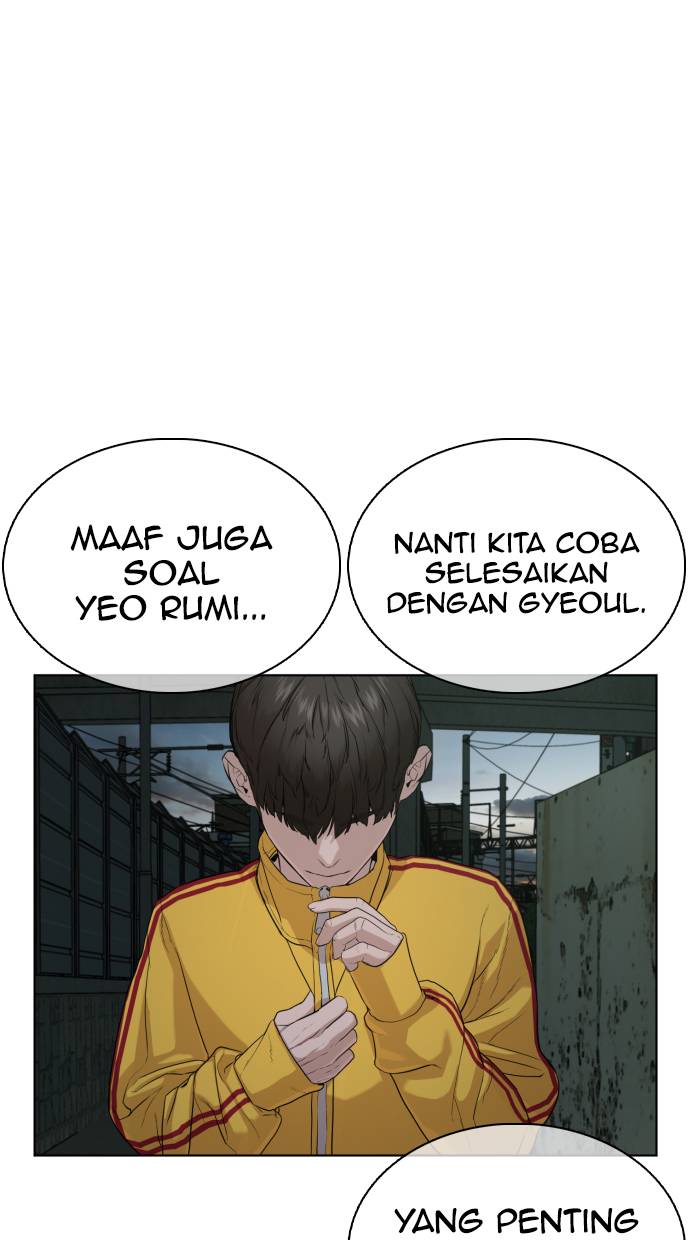 MAAF JUGA
SOAL
YEO RUMI...
NANTI KITA COBA
SELESAIKAN
DENGAN GYEOUL.
YANG PENTING